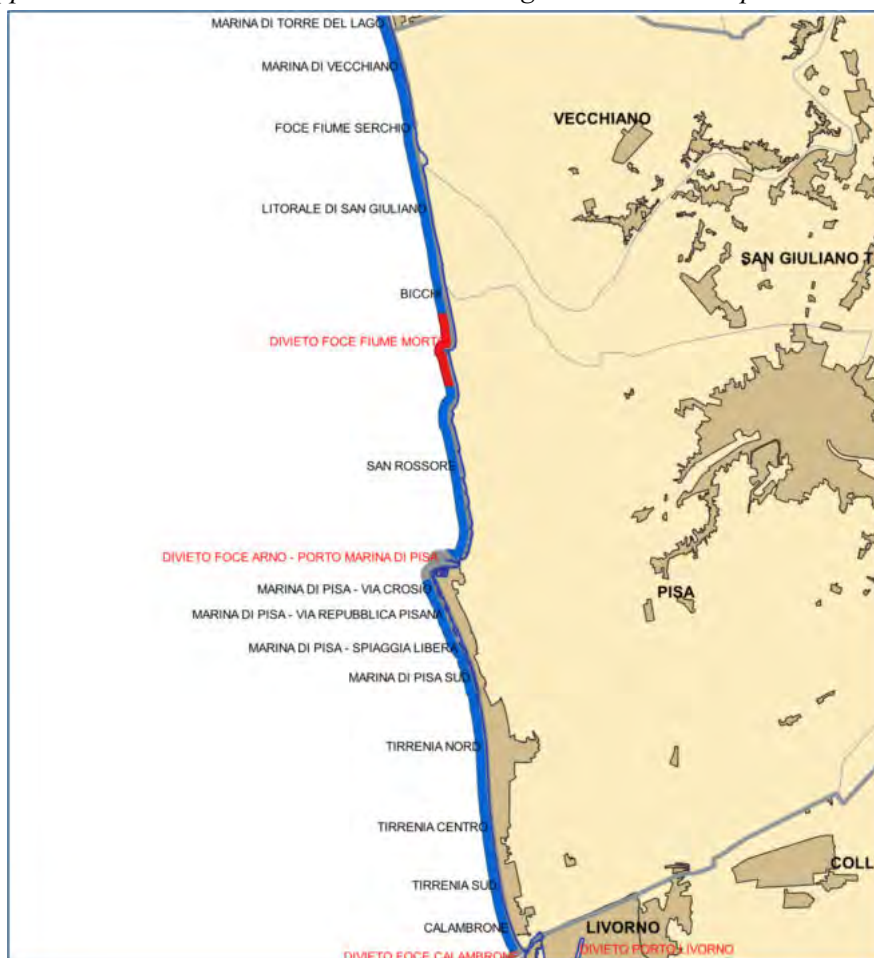 MARINA DI TORRE DEL LAGO
MARINA DI VECCHIANO
VECCHIANO
FOCE FIUME SERCHIO
LITORALE DI SAN GIULIANO
SAN GIULIANO T
BICCHI
DIVIETO FOCE FIUME MORT
SAN ROSSORE
DIVIETO FOCE ARNO - PORTO MARINA DI PISA
MARINA DI PISA - VIA CROSIO
PISA
MARINA DI PISA - VIA REPUBBLICA PISANA
MARINA DI PISA - SPIAGGIA LIBERA
MARINA DI PISA SUD
TIRRENIA NORD
TIRRENIA CENTRO
COLL
TIRRENIA SUD
CALAMBRONE
LIVORNO
DIVIETO PORTO LIVORNO
DIVIETO FOCE CALAMBRONE